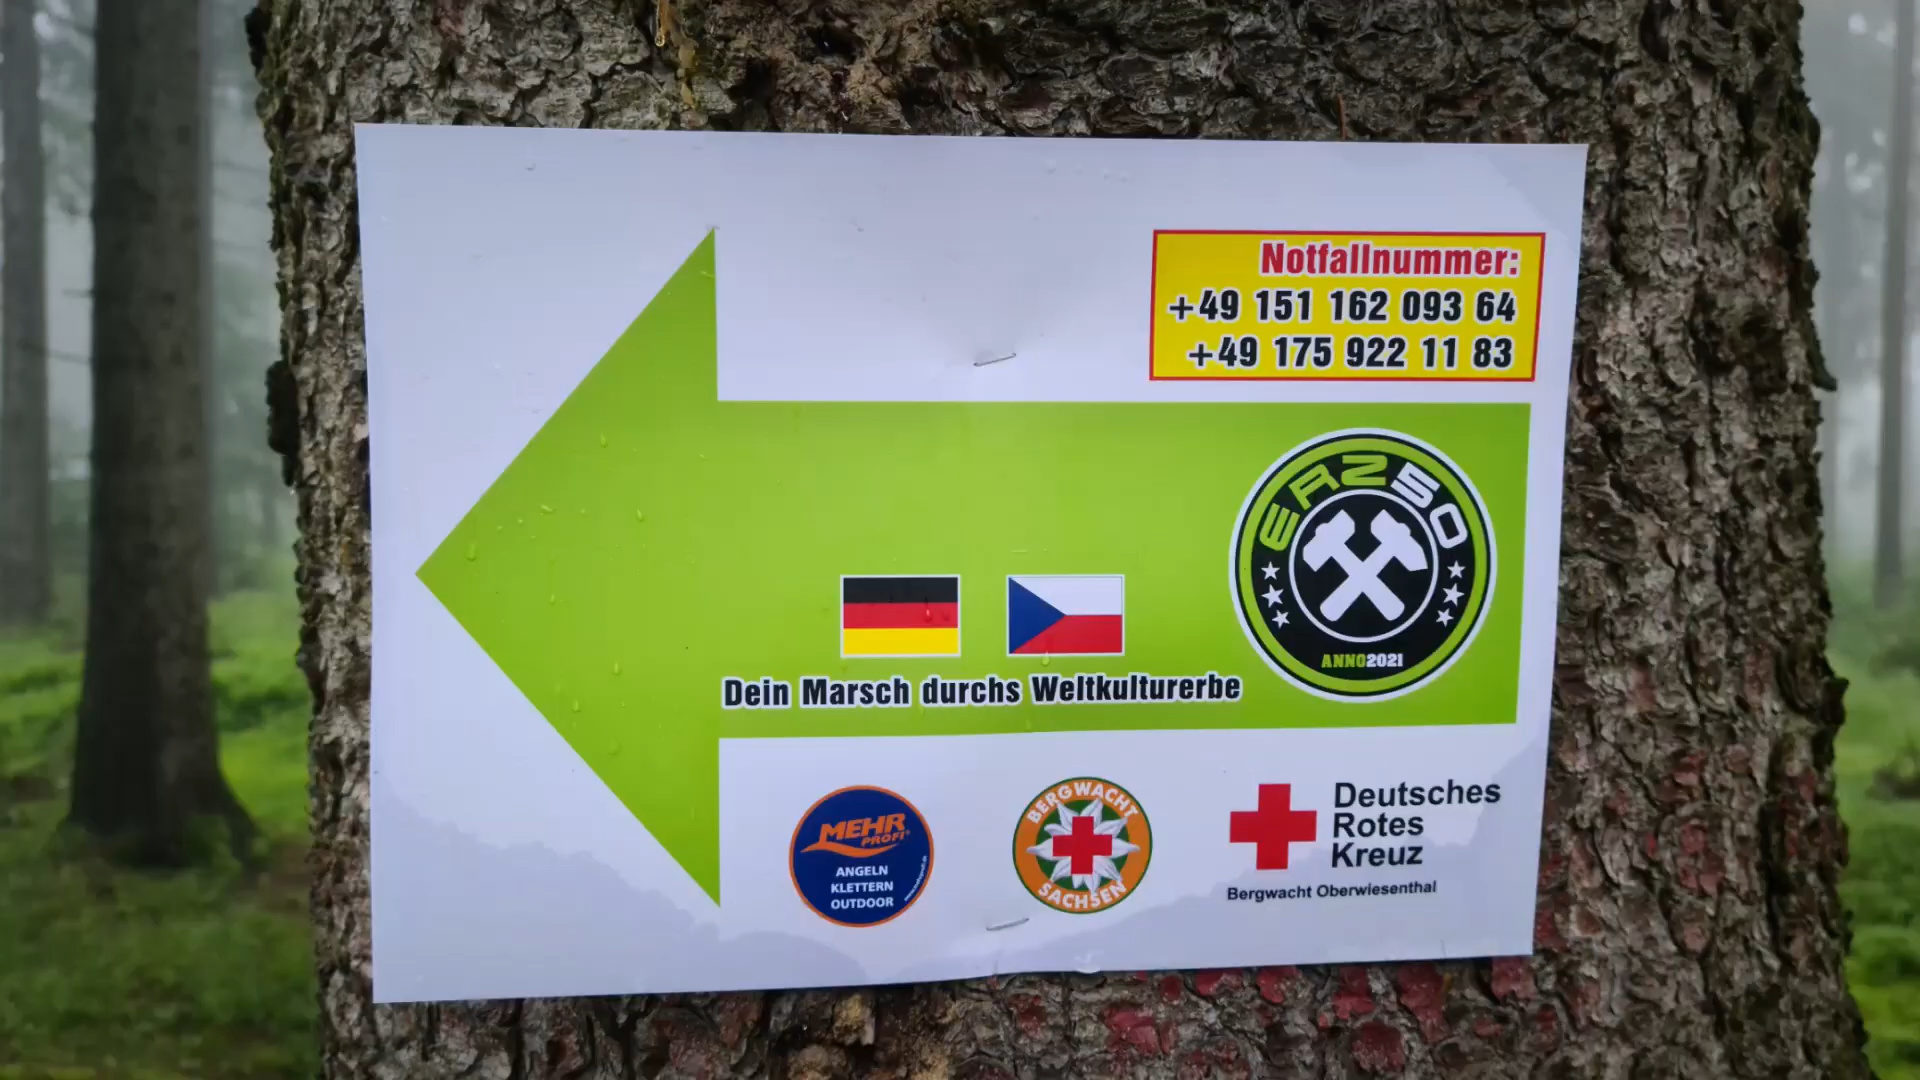 Notfallnummer:
+49 151 162 093 64
+49 175 922 11 83
ERZ50
ANNO2021
Dein Marsch durchs Weltkulturerbe
MEHR
PROFI®
ANGELN
KLETTERN
OUTDOOR
BERGWACHT
SACHSEN
Deutsches
Rotes
Kreuz
Bergwacht Oberwiesenthal